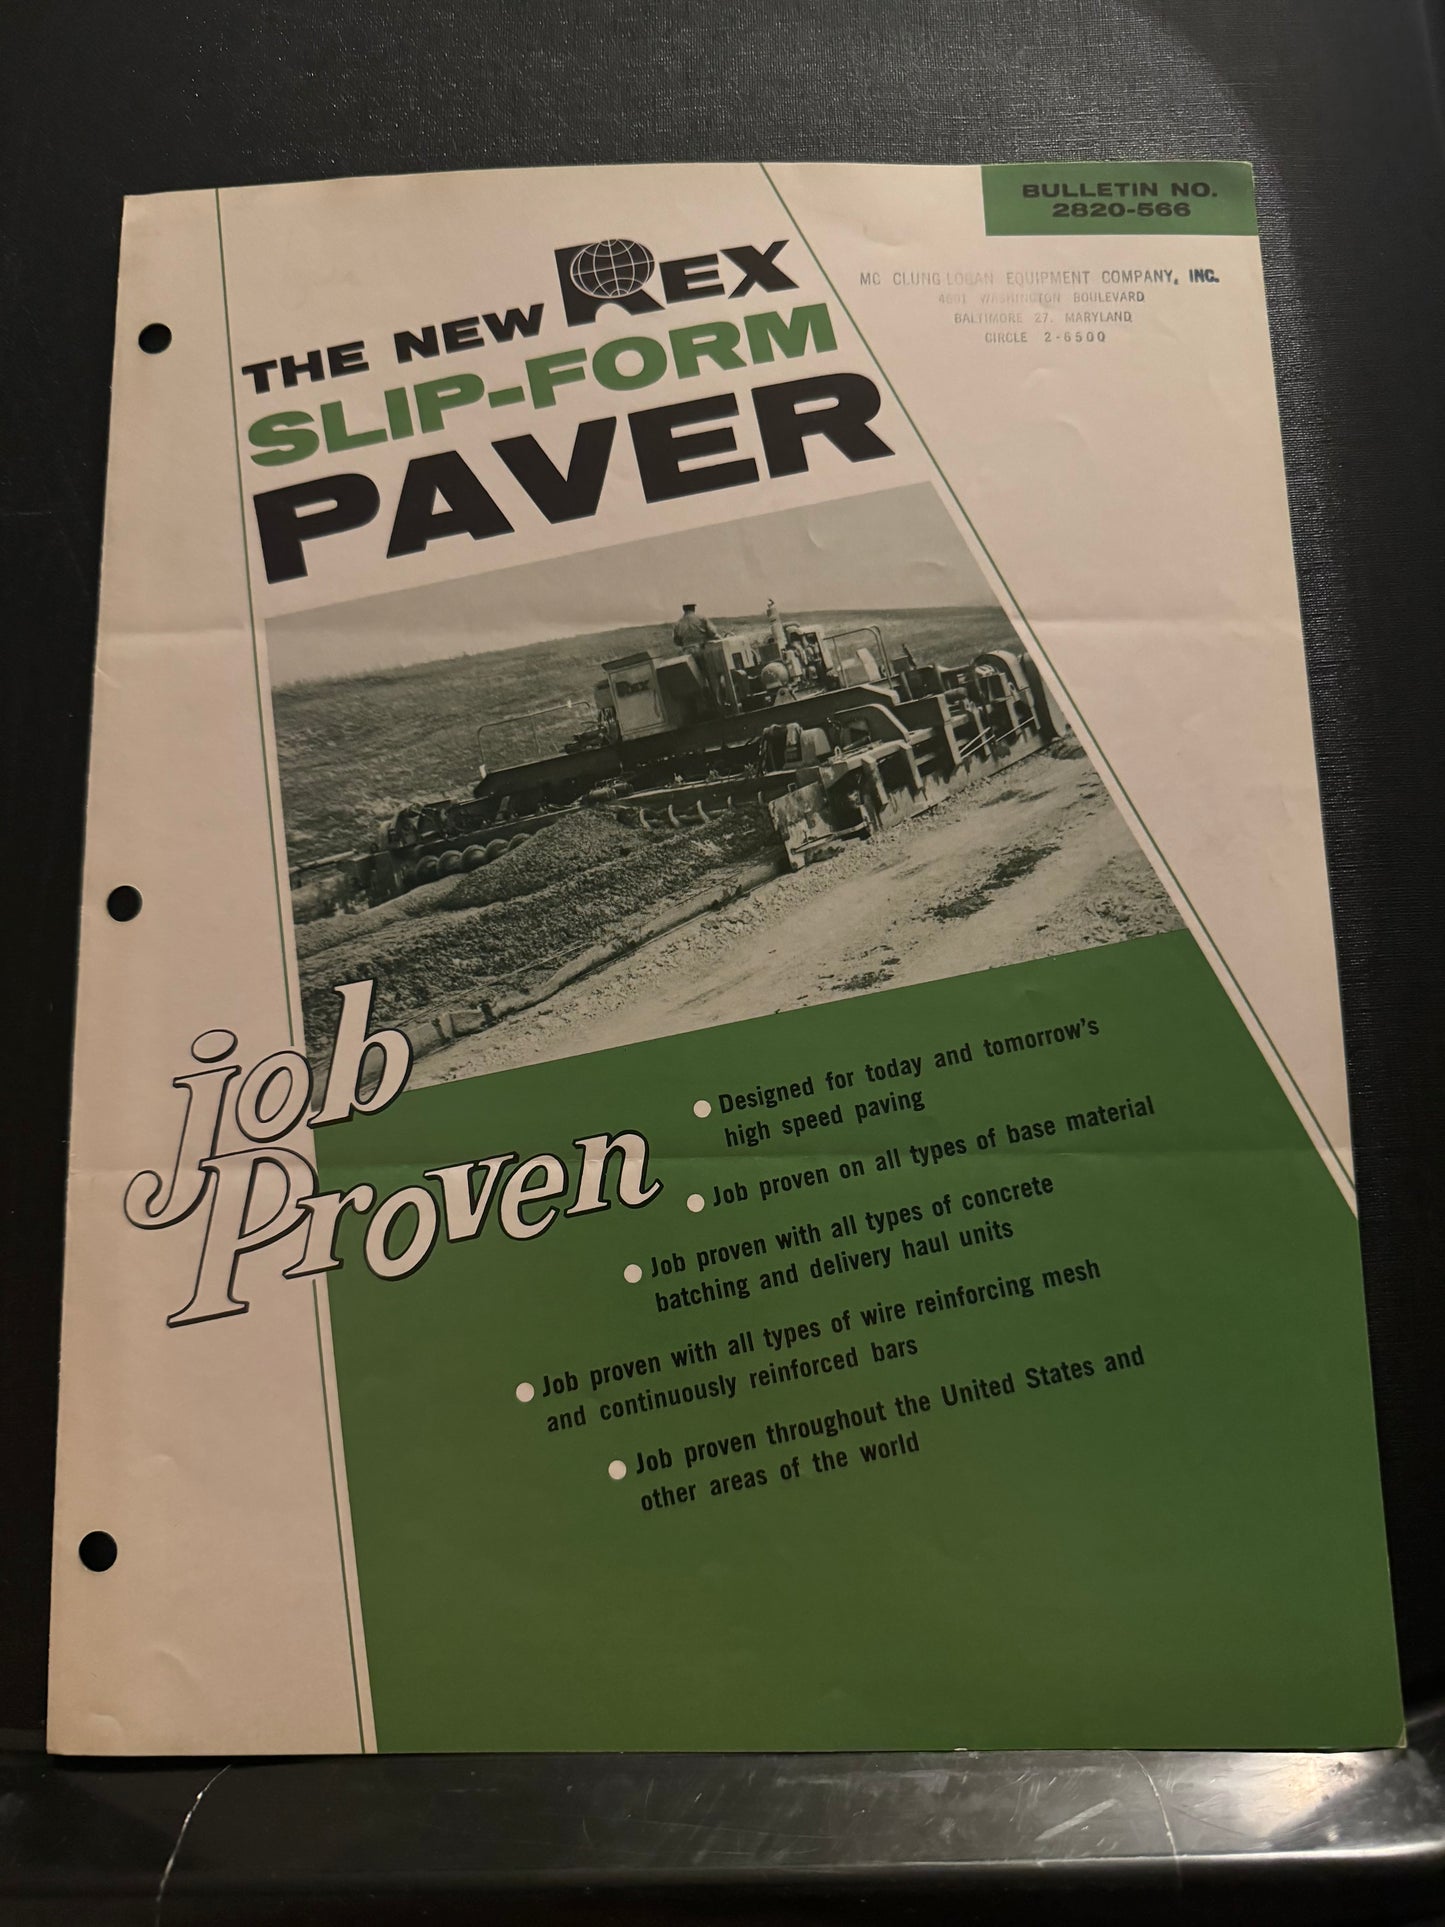 BULLETIN NO.
2820-566
MC CLUNG LOGAN EQUIPMENT COMPANY, INC.
4601 WASHINGTON BOULEVARD
BALTIMORE 27, MARYLAND
CIRCLE 2-6500
THE NEW REX
SLIP-FORM
PAVER
job
Proven
● Designed for today and tomorrow's
high speed paving
● Job proven on all types of base material
● Job proven with all types of concrete
batching and delivery haul units
● Job proven with all types of wire reinforcing mesh
and continuously reinforced bars
● Job proven throughout the United States and
other areas of the world